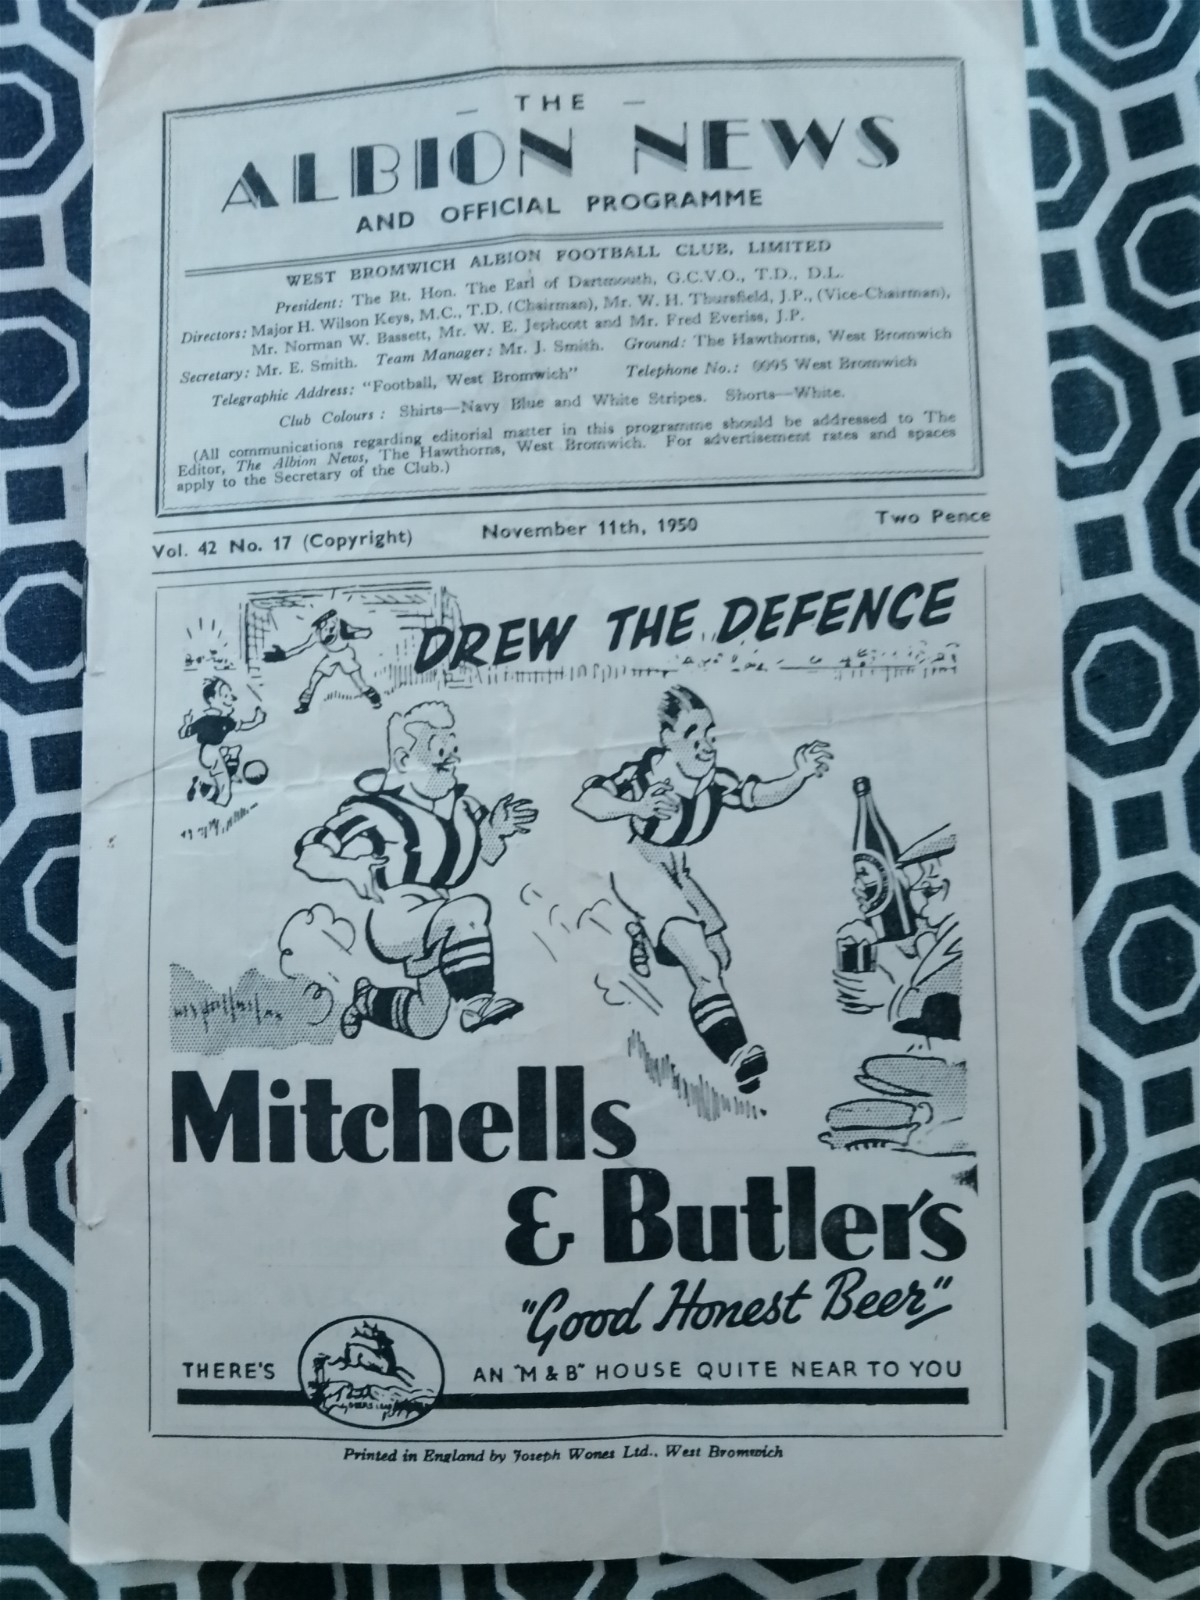 — THE —
ALBION NEWS
AND OFFICIAL PROGRAMME
WEST BROMWICH ALBION FOOTBALL CLUB, LIMITED
President: The Rt. Hon. The Earl of Dartmouth, G.C.V.O., T.D., D.L.
Directors: Major H. Wilson Keys, M.C., T.D. (Chairman), Mr. W. H. Thursfield, J.P., (Vice-Chairman),
Mr. Norman W. Bassett, Mr. W. E. Jephcott and Mr. Fred Everiss, J.P.
Secretary: Mr. E. Smith. Team Manager: Mr. J. Smith. Ground: The Hawthorns, West Bromwich
Telegraphic Address: "Football, West Bromwich" Telephone No.: 0095 West Bromwich
Club Colours: Shirts—Navy Blue and White Stripes. Shorts—White.
(All communications regarding editorial matter in this programme should be addressed to The
Editor, The Albion News, The Hawthorns, West Bromwich. For advertisement rates and spaces
apply to the Secretary of the Club.)
Vol. 42 No. 17 (Copyright) November 11th, 1950 Two Pence
DREW THE DEFENCE
Mitchells
& Butler's
"Good Honest Beer"
THERE'S AN "M & B" HOUSE QUITE NEAR TO YOU
Printed in England by Joseph Wones Ltd., West Bromwich